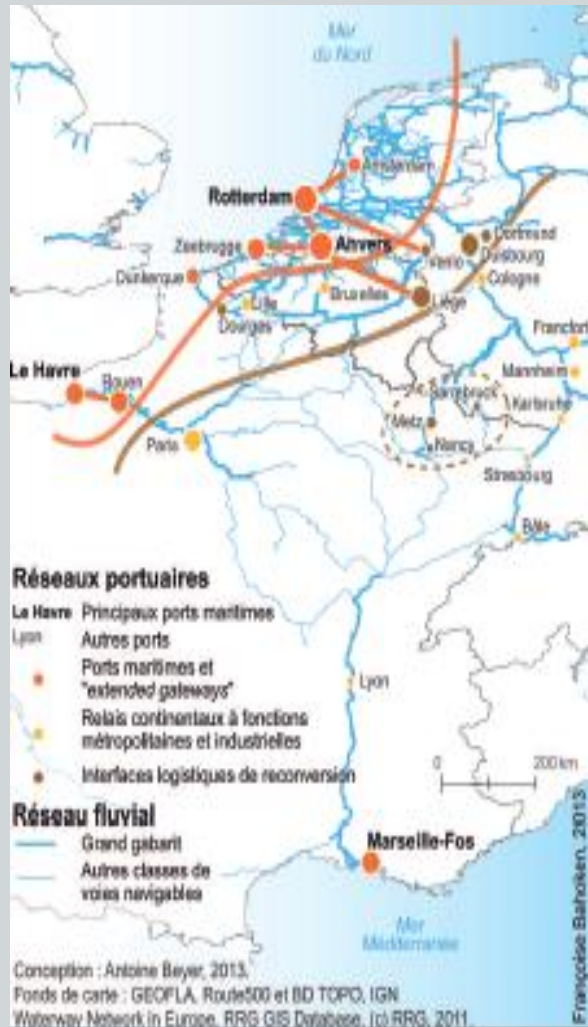 Mer
du Nord
Amsterdam
Rotterdam
Zeebrugge
Anvers
Dortmund
Duisbourg
Venlo
Dunkerque
Cologne
Bruxelles
Liège
Lille
Dourges
Francfort
Le Havre
Rouen
Mannheim
Sarrebruck
Karlsruhe
Metz
Paris
Nancy
Strasbourg
Bâle
Réseaux portuaires
Le Havre Principaux ports maritimes
Lyon Autres ports
Ports maritimes et
"extended gateways"
Relais continentaux à fonctions
métropolitaines et industrielles
Interfaces logistiques de reconversion
Lyon
0 200 km
Réseau fluvial
Grand gabarit
Autres classes de
voies navigables
Marseille-Fos
Mer
Méditerranée
Françoise Bahoken, 2013
Conception : Antoine Beyer, 2013.
Fonds de carte : GEOFLA, Route500 et BD TOPO, IGN
Waterway Network in Europe, RRG GIS Database, (c) RRG, 2011.